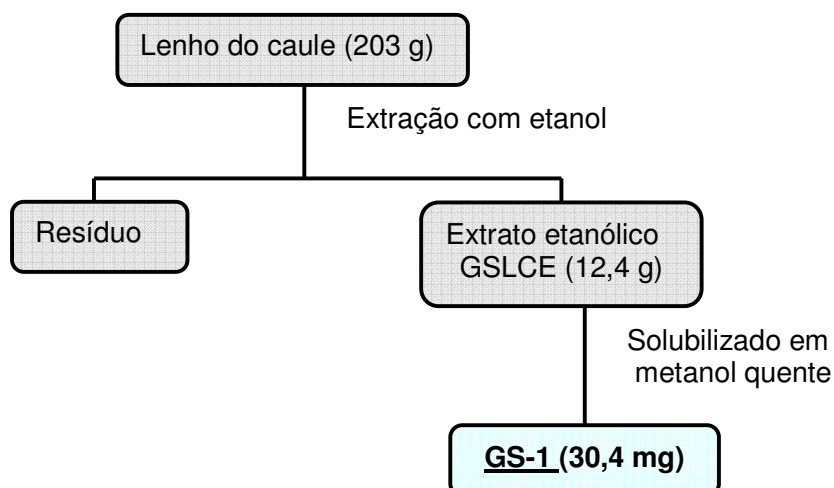 Lenho do caule (203 g)
Extração com etanol
Resíduo
Extrato etanólico
GSLCE (12,4 g)
Solubilizado em
metanol quente
GS-1 (30,4 mg)